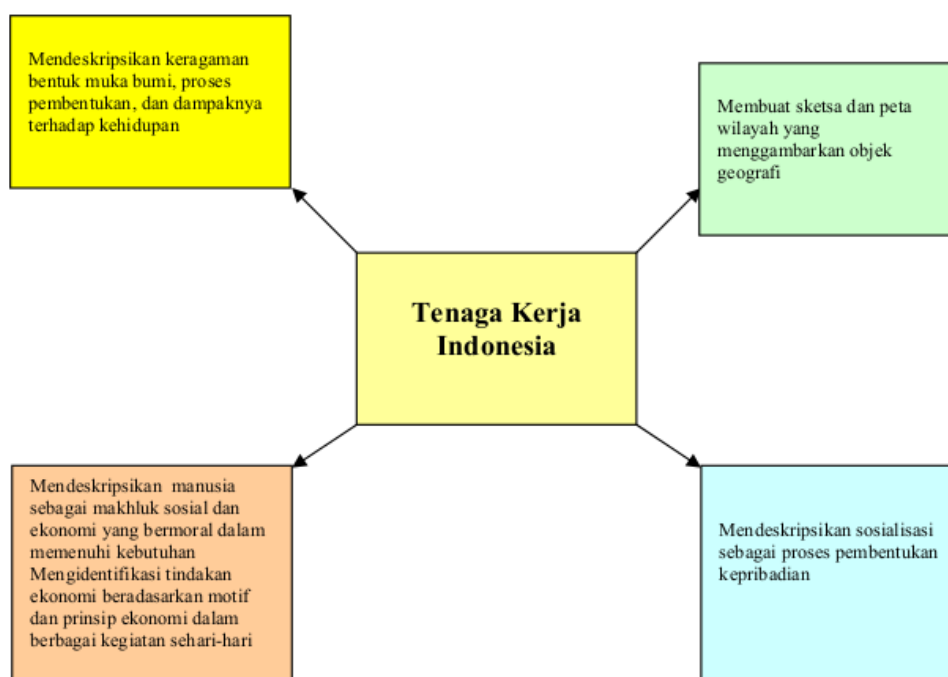 Mendeskripsikan keragaman
bentuk muka bumi, proses
pembentukan, dan dampaknya
terhadap kehidupan
Membuat sketsa dan peta
wilayah yang
menggambarkan objek
geografi
Tenaga Kerja
Indonesia
Mendeskripsikan manusia
sebagai makhluk sosial dan
ekonomi yang bermoral dalam
memenuhi kebutuhan
Mengidentifikasi tindakan
ekonomi beradasarkan motif
dan prinsip ekonomi dalam
berbagai kegiatan sehari-hari
Mendeskripsikan sosialisasi
sebagai proses pembentukan
kepribadian